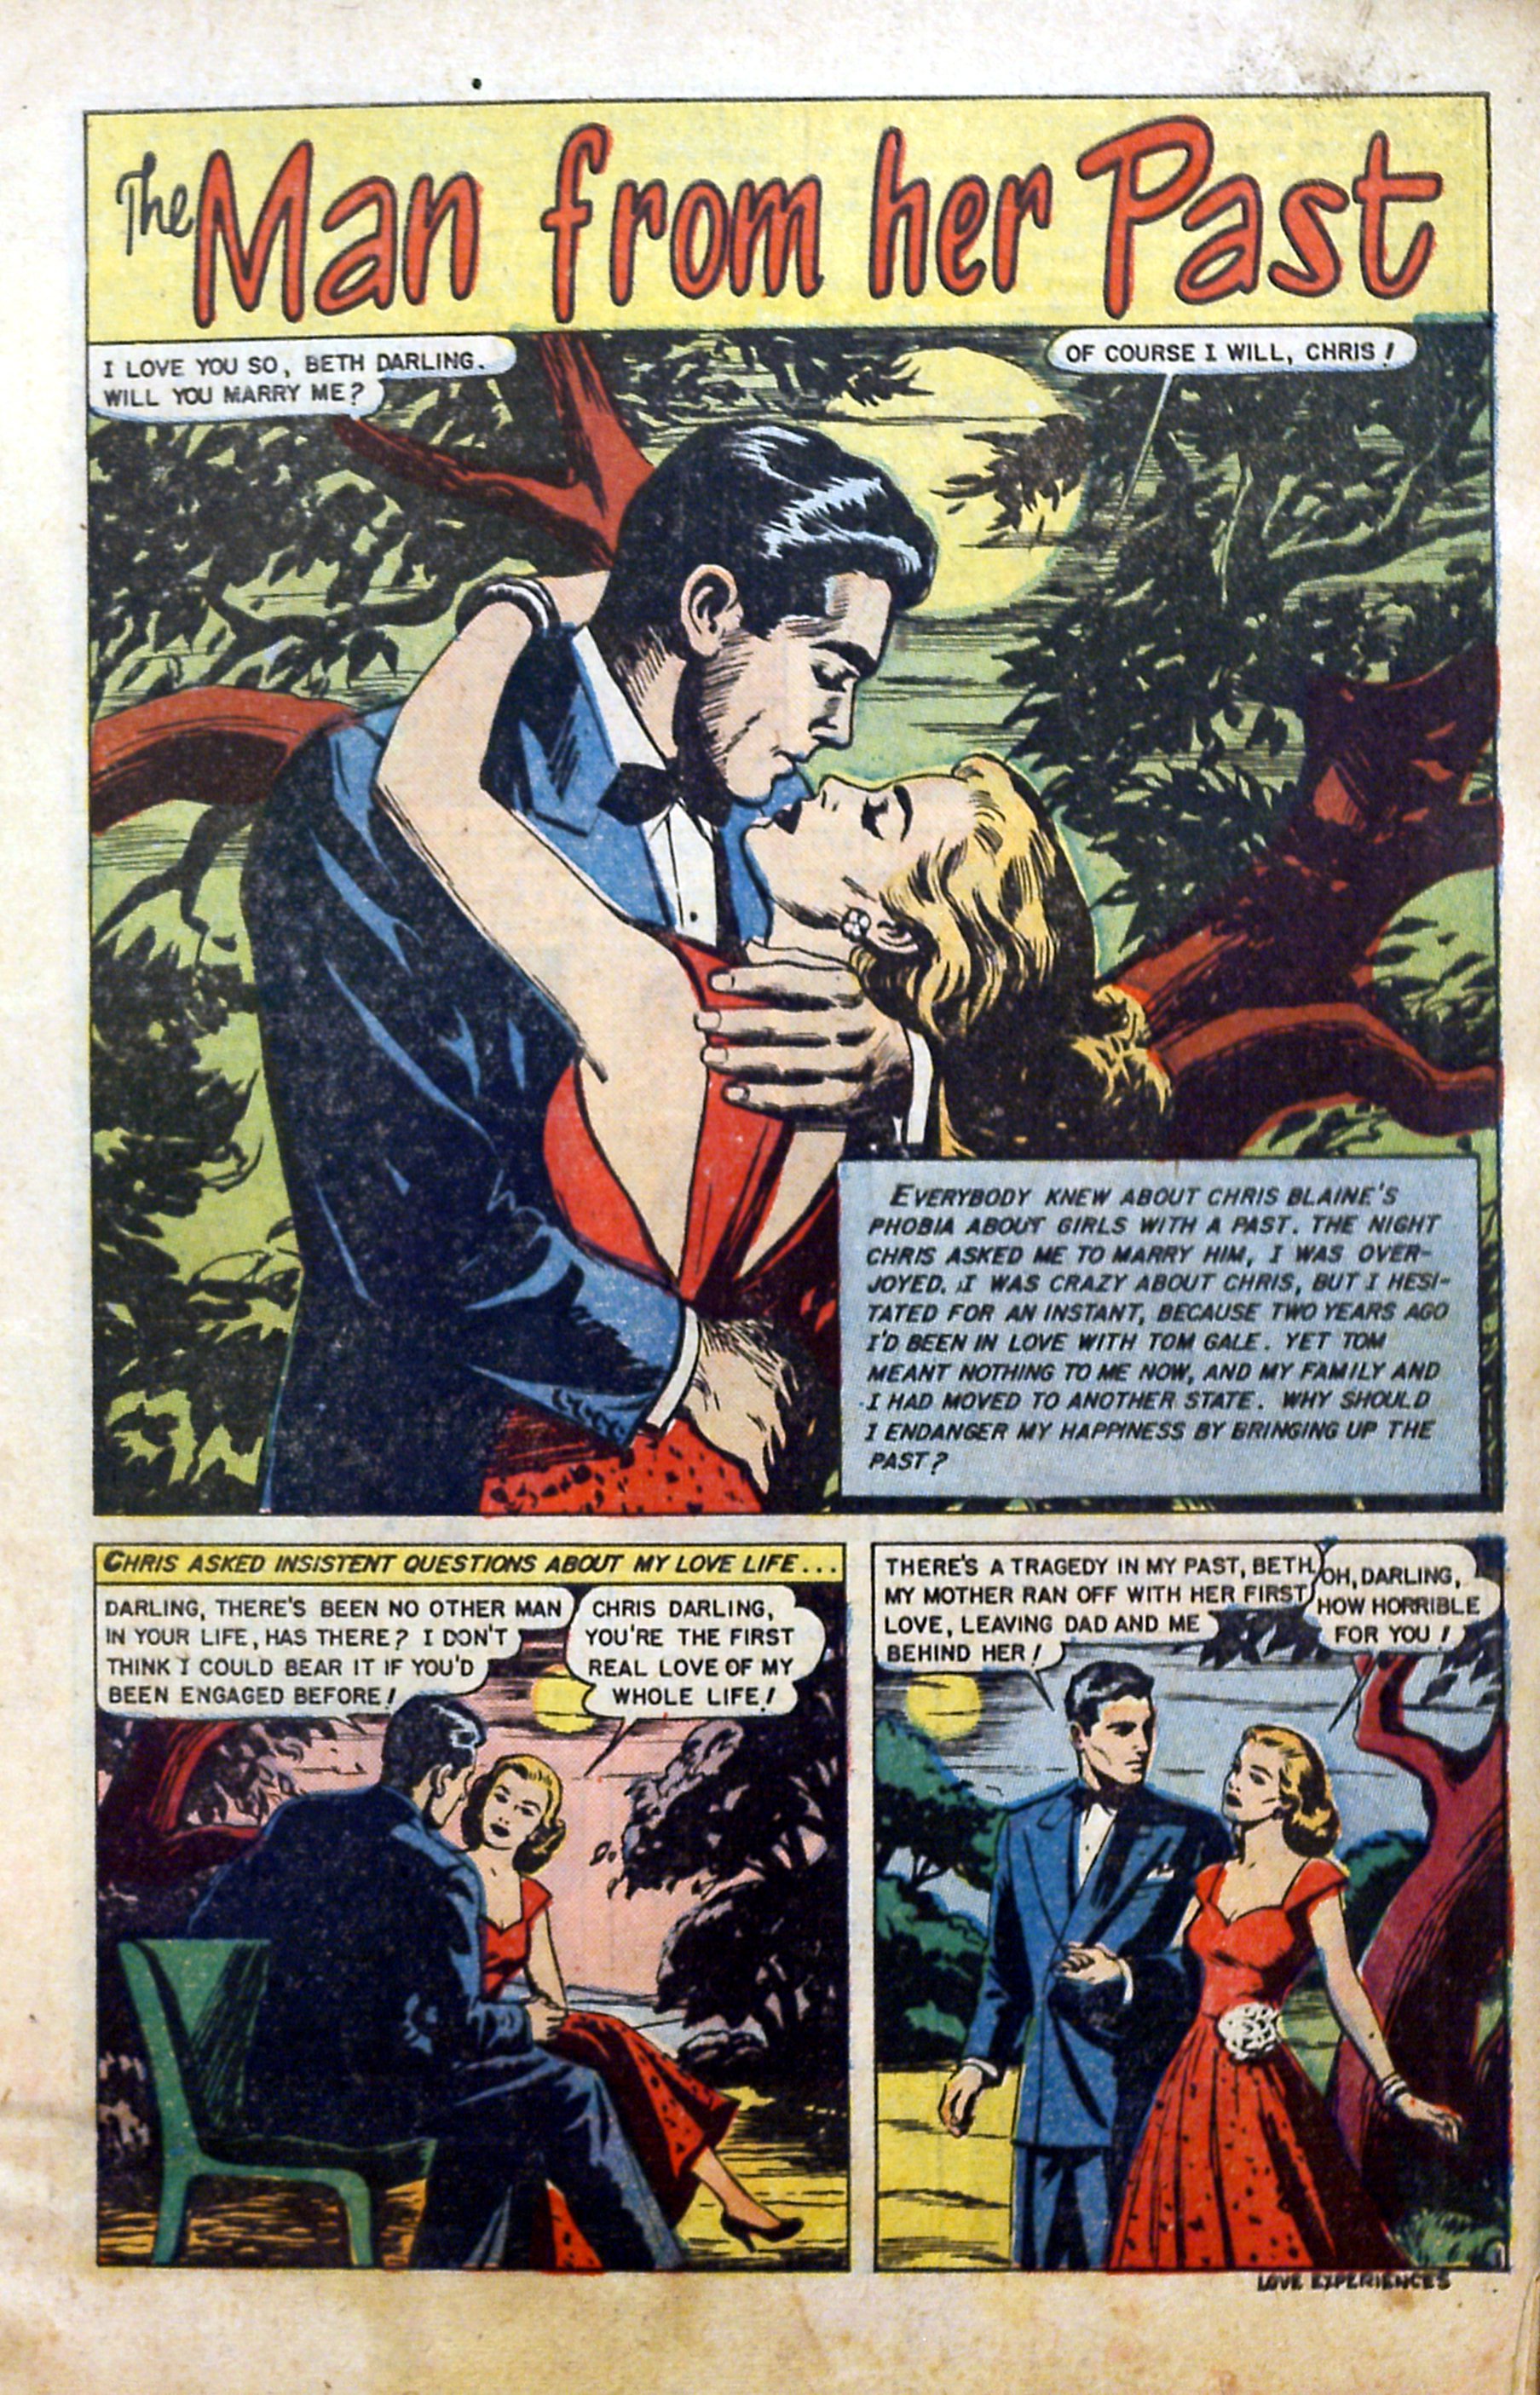 The Man from her Past
I LOVE YOU SO, BETH DARLING.
WILL YOU MARRY ME?
OF COURSE I WILL, CHRIS!
EVERYBODY KNEW ABOUT CHRIS BLAINE'S
PHOBIA ABOUT GIRLS WITH A PAST. THE NIGHT
CHRIS ASKED ME TO MARRY HIM, I WAS OVER-
JOYED. I WAS CRAZY ABOUT CHRIS, BUT I HESI-
TATED FOR AN INSTANT, BECAUSE TWO YEARS AGO
I'D BEEN IN LOVE WITH TOM GALE. YET TOM
MEANT NOTHING TO ME NOW, AND MY FAMILY AND
I HAD MOVED TO ANOTHER STATE. WHY SHOULD
I ENDANGER MY HAPPINESS BY BRINGING UP THE
PAST?
CHRIS ASKED INSISTENT QUESTIONS ABOUT MY LOVE LIFE...
DARLING, THERE'S BEEN NO OTHER MAN
IN YOUR LIFE, HAS THERE? I DON'T
THINK I COULD BEAR IT IF YOU'D
BEEN ENGAGED BEFORE!
CHRIS DARLING,
YOU'RE THE FIRST
REAL LOVE OF MY
WHOLE LIFE!
THERE'S A TRAGEDY IN MY PAST, BETH.
MY MOTHER RAN OFF WITH HER FIRST
LOVE, LEAVING DAD AND ME
BEHIND HER!
OH, DARLING,
HOW HORRIBLE
FOR YOU!
LOVE EXPERIENCES